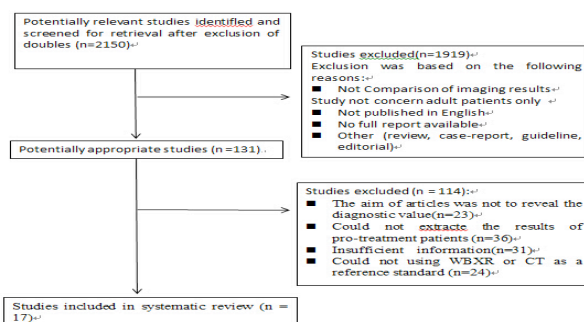 Potentially relevant studies identified and
screened for retrieval after exclusion of
doubles (n=2150)
Studies excluded(n=1919)
Exclusion was based on the following
reasons:
■ Not Comparison of imaging results
Study not concern adult patients only
■ Not published in English
■ No full report available
■ Other (review, case-report, guideline,
editorial)
Potentially appropriate studies (n=131) .
Studies excluded (n = 114):
■ The aim of articles was not to reveal the
diagnostic value(n=23)
■ Could not extracte the results of
pro-treatment patients (n=36)
■ Insufficient information(n=31)
■ Could not using WBXR or CT as a
reference standard (n=24)
Studies included in systematic review (n =
17)